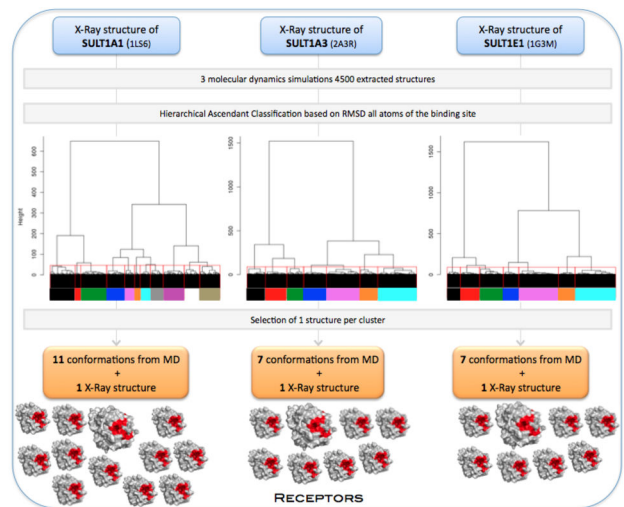 X-Ray structure of
SULT1A1 (1LS6)
X-Ray structure of
SULT1A3 (2A3R)
X-Ray structure of
SULT1E1 (1G3M)
3 molecular dynamics simulations 4500 extracted structures
Hierarchical Ascendant Classification based on RMSD all atoms of the binding site
Height
0 100 200 300 400 500 600
0 500 1000 1500
0 500 1000 1500
Selection of 1 structure per cluster
11 conformations from MD
+
1 X-Ray structure
7 conformations from MD
+
1 X-Ray structure
7 conformations from MD
+
1 X-Ray structure
RECEPTORS